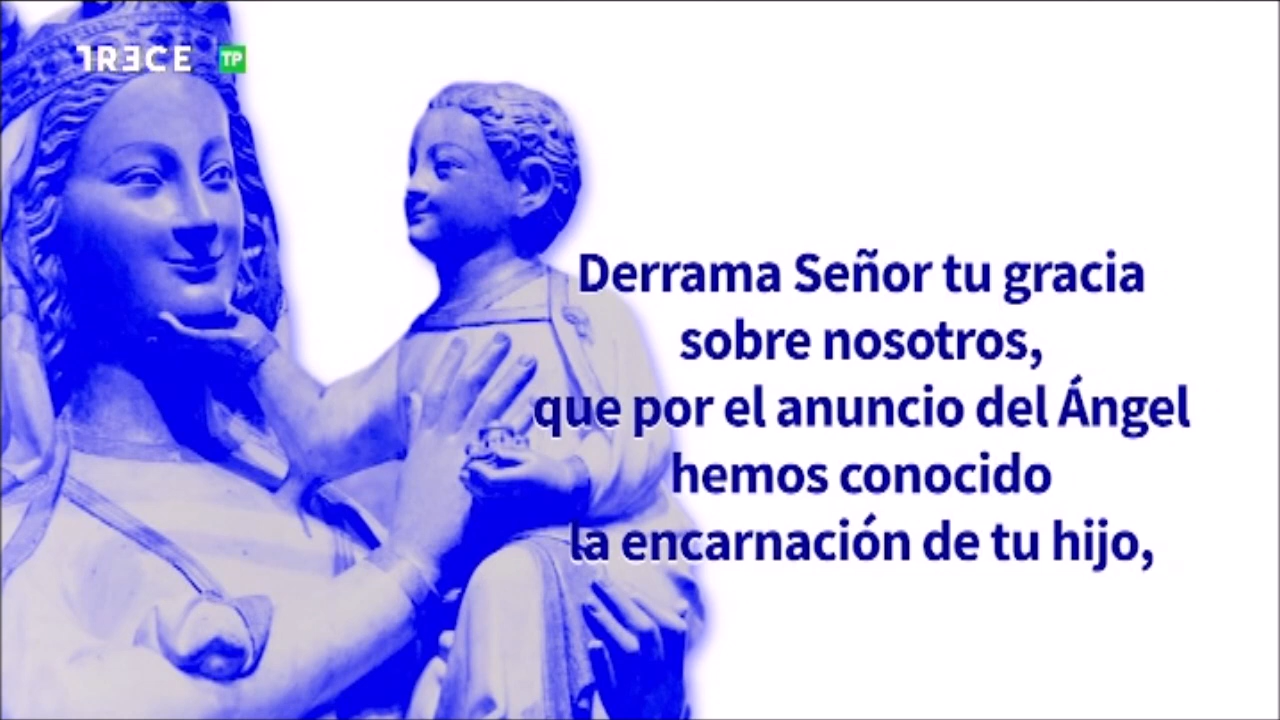 TRECE TP
Derrama Señor tu gracia
sobre nosotros,
que por el anuncio del Ángel
hemos conocido
la encarnación de tu hijo,